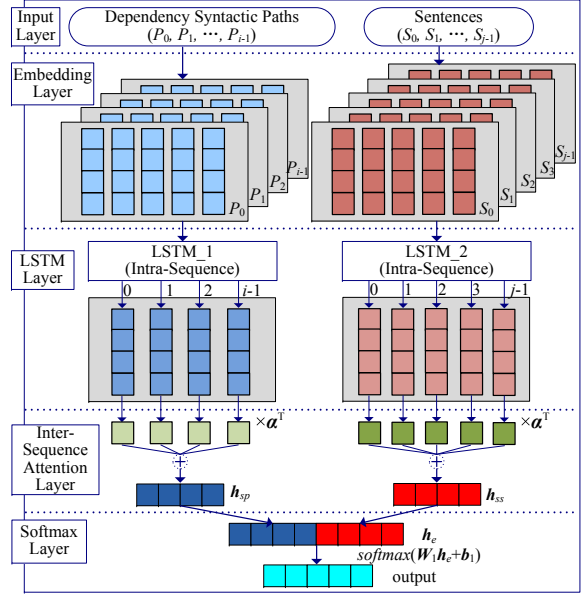 Input
Layer
Dependency Syntactic Paths
(P0, P1, …, Pi-1)
Sentences
(S0, S1, …, Sj-1)
Embedding
Layer
Pi-1
P2
P1
P0
Sj-1
S3
S2
S1
S0
LSTM
Layer
LSTM_1
(Intra-Sequence)
LSTM_2
(Intra-Sequence)
0 1 2 i-1
0 1 2 3 j-1
Inter-
Sequence
Attention
Layer
×αT
×αT
+
+
hsp
hss
Softmax
Layer
he
softmax(W1he+b1)
output